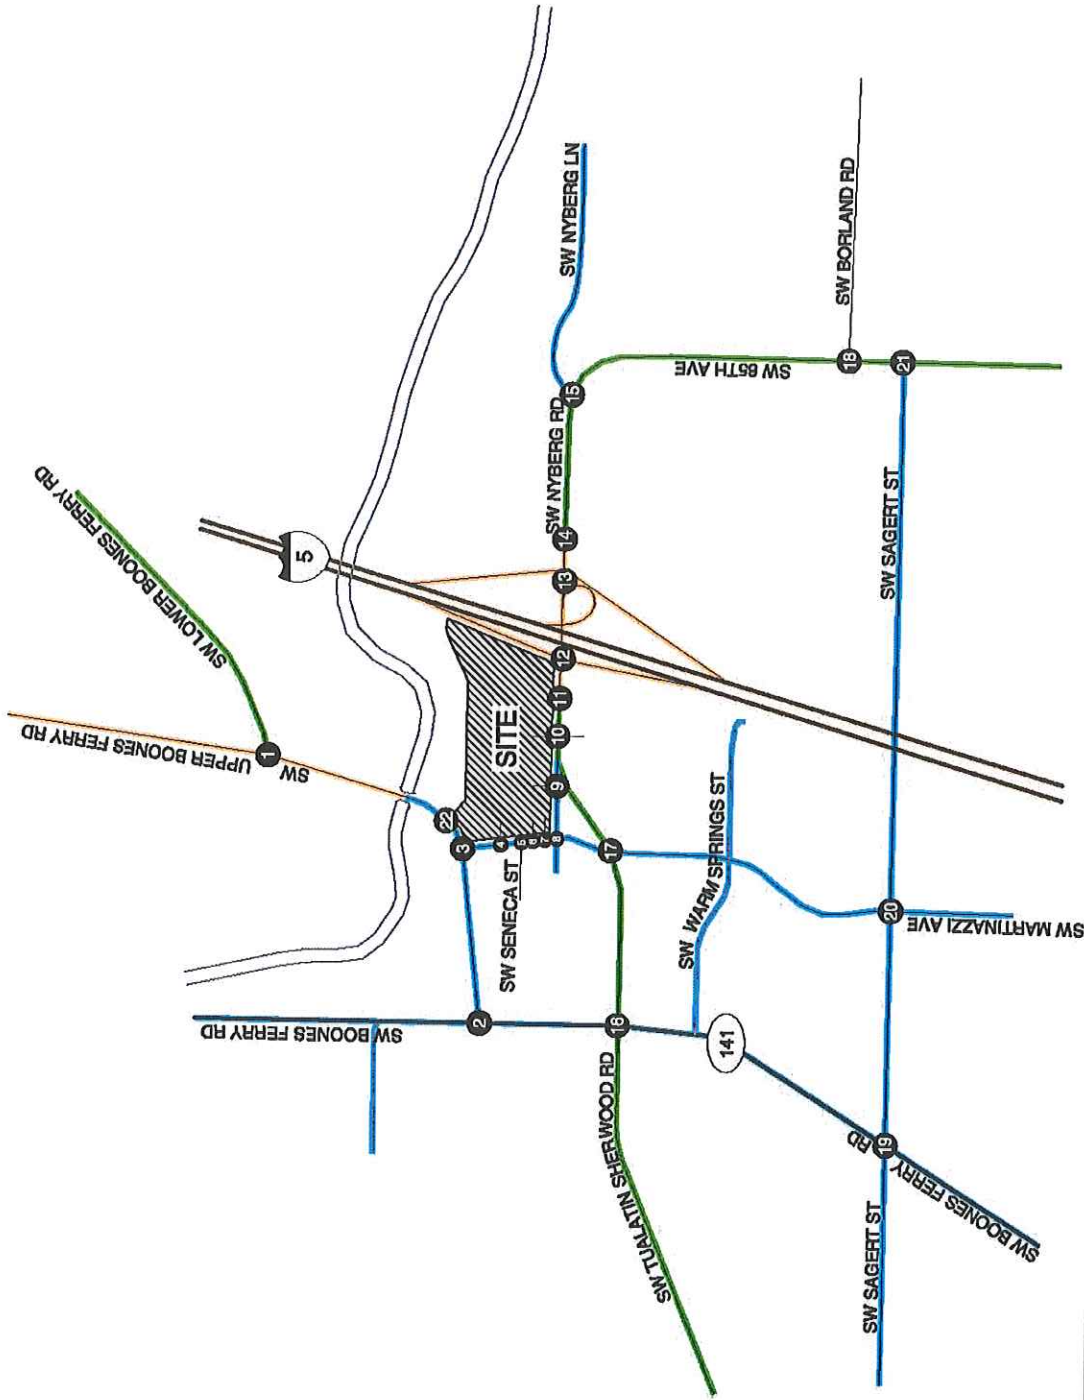 SW LOWER BOONES FERRY RD
SW
UPPER BOONES FERRY RD
1
5
22
3
SITE
4
5
6
7
8
SW SENECA ST
9
10
11
12
13
14
SW NYBERG RD
15
SW NYBERG LN
SW BOONES FERRY RD
2
17
16
SW TUALATIN SHERWOOD RD
SW 65TH AVE
18
SW BORLAND RD
21
SW WARM SPRINGS ST
141
SW SAGERT ST
20
SW MARTINAZZI AVE
19
SW BOONES FERRY
RD
SW SAGERT ST